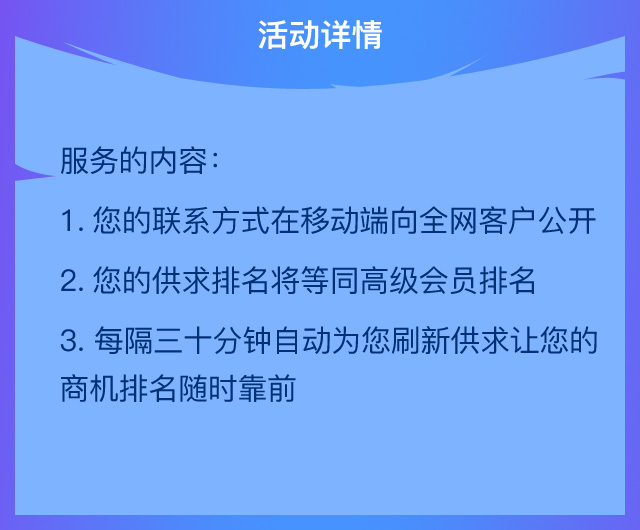 活动详情
服务的内容：
1. 您的联系方式在移动端向全网客户公开
2. 您的供求排名将等同高级会员排名
3. 每隔三十分钟自动为您刷新供求让您的
商机排名随时靠前